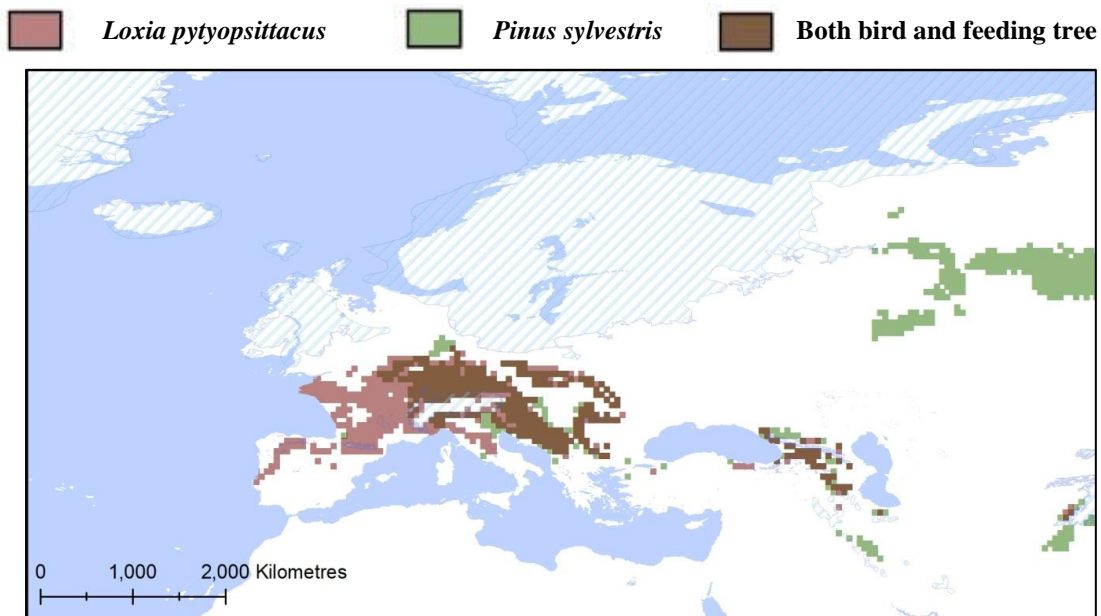 Loxia pytyopsittacus Pinus sylvestris Both bird and feeding tree
0 1,000 2,000 Kilometres